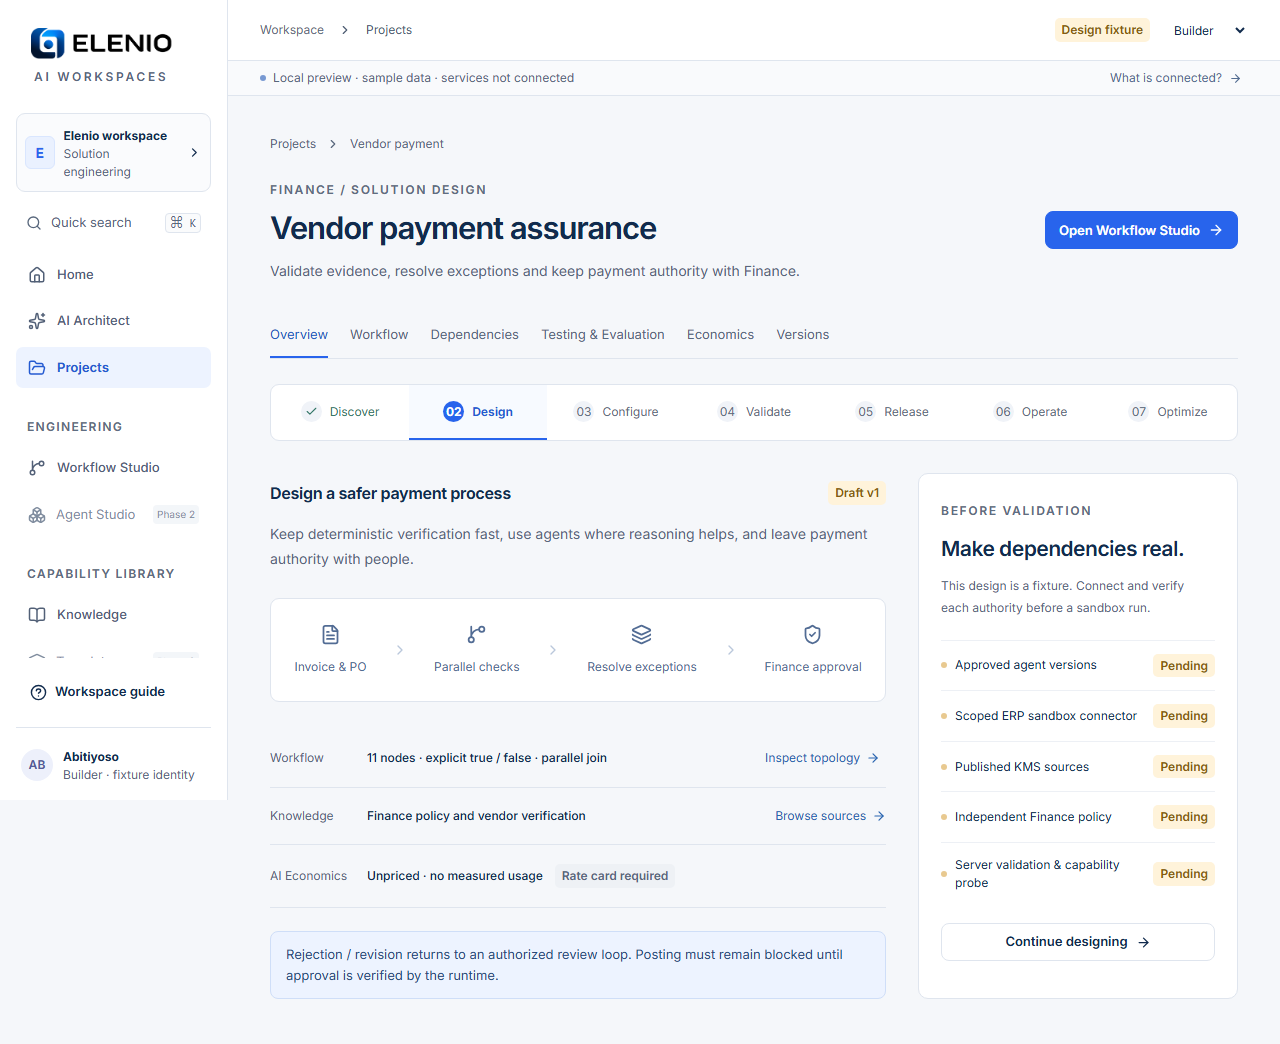 ELENIO
AI WORKSPACES
E
Elenio workspace
Solution
engineering
Quick search
⌘ K
Home
AI Architect
Projects
ENGINEERING
Workflow Studio
Agent Studio
Phase 2
CAPABILITY LIBRARY
Knowledge
Workspace guide
AB
Abitiyoso
Builder · fixture identity
Workspace
Projects
Design fixture
Builder
Local preview · sample data · services not connected
What is connected?
Projects
Vendor payment
FINANCE / SOLUTION DESIGN
Vendor payment assurance
Open Workflow Studio
Validate evidence, resolve exceptions and keep payment authority with Finance.
Overview
Workflow
Dependencies
Testing & Evaluation
Economics
Versions
Discover
02 Design
03 Configure
04 Validate
05 Release
06 Operate
07 Optimize
Design a safer payment process
Draft v1
Keep deterministic verification fast, use agents where reasoning helps, and leave payment
authority with people.
Invoice & PO
Parallel checks
Resolve exceptions
Finance approval
Workflow
11 nodes · explicit true / false · parallel join
Inspect topology
Knowledge
Finance policy and vendor verification
Browse sources
AI Economics
Unpriced · no measured usage
Rate card required
Rejection / revision returns to an authorized review loop. Posting must remain blocked until
approval is verified by the runtime.
BEFORE VALIDATION
Make dependencies real.
This design is a fixture. Connect and verify
each authority before a sandbox run.
Approved agent versions
Pending
Scoped ERP sandbox connector
Pending
Published KMS sources
Pending
Independent Finance policy
Pending
Server validation & capability
probe
Pending
Continue designing